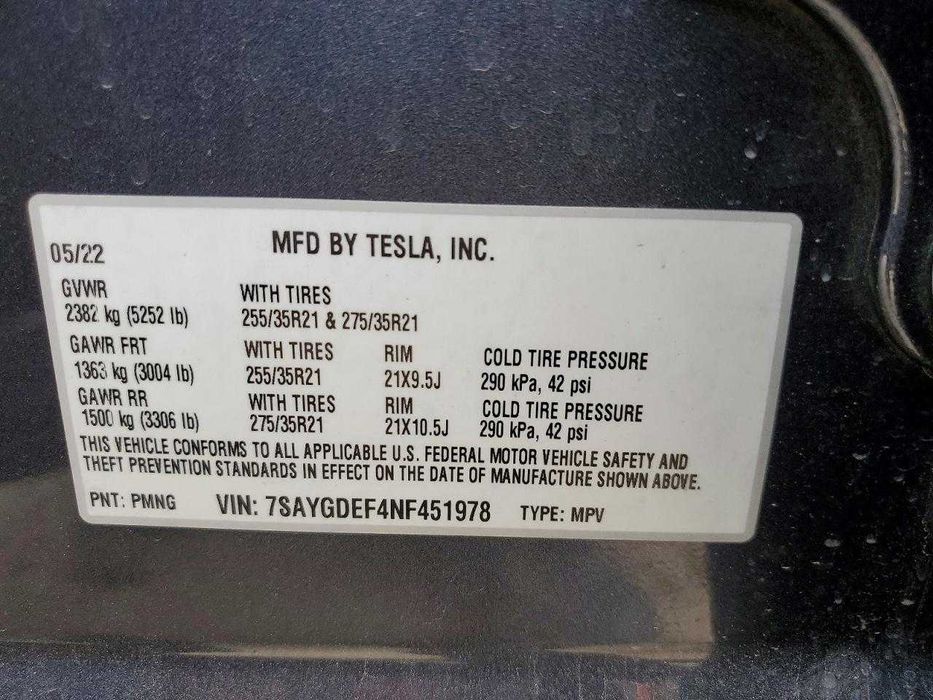 05/22 MFD BY TESLA, INC.
GVWR WITH TIRES
2382 kg (5252 lb) 255/35R21 & 275/35R21
GAWR FRT WITH TIRES RIM COLD TIRE PRESSURE
1363 kg (3004 lb) 255/35R21 21X9.5J 290 kPa, 42 psi
GAWR RR WITH TIRES RIM COLD TIRE PRESSURE
1500 kg (3306 lb) 275/35R21 21X10.5J 290 kPa, 42 psi
THIS VEHICLE CONFORMS TO ALL APPLICABLE U.S. FEDERAL MOTOR VEHICLE SAFETY AND
THEFT PREVENTION STANDARDS IN EFFECT ON THE DATE OF MANUFACTURE SHOWN ABOVE.
PNT: PMNG VIN: 7SAYGDEF4NF451978 TYPE: MPV